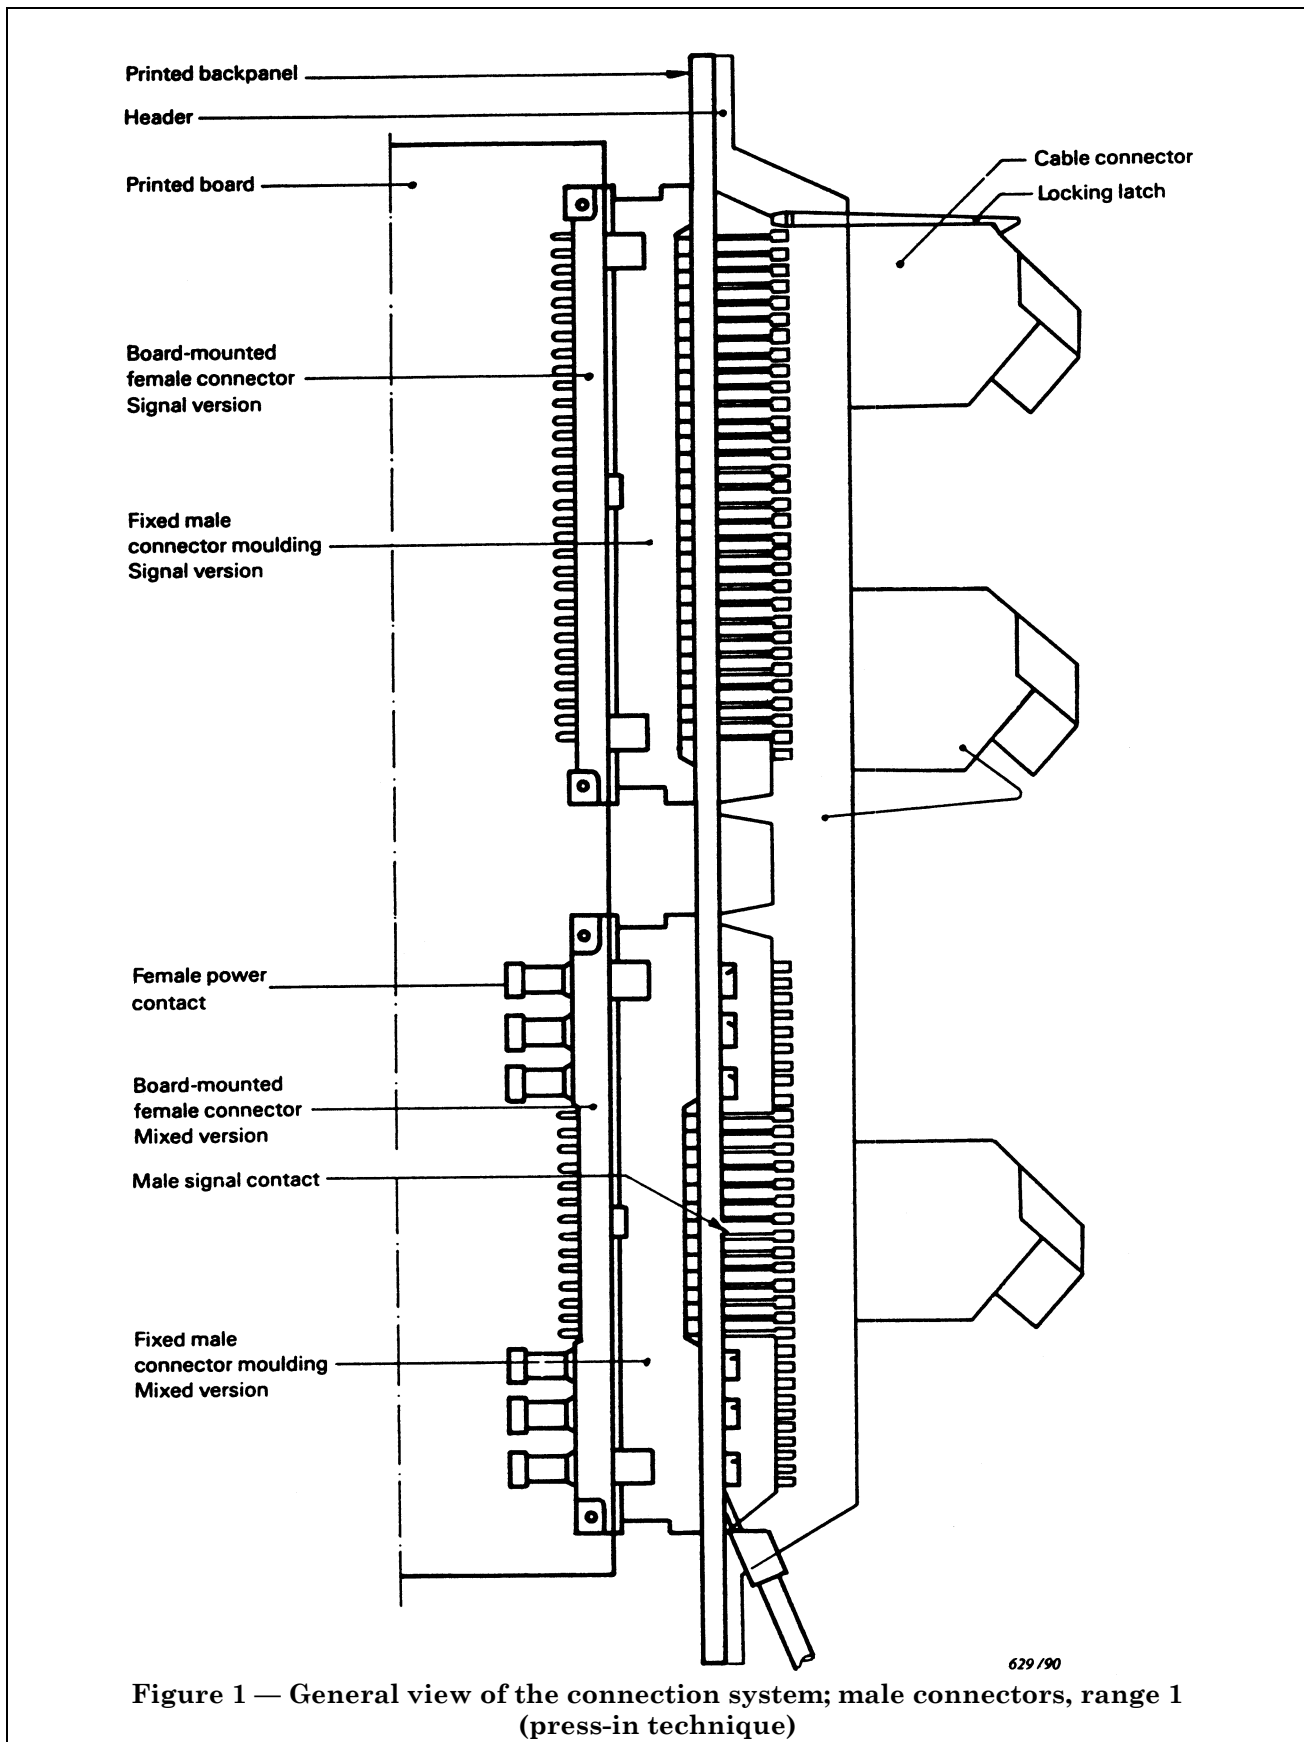 Printed backpanel
Header
Printed board
Cable connector
Locking latch
Board-mounted
female connector
Signal version
Fixed male
connector moulding
Signal version
Female power
contact
Board-mounted
female connector
Mixed version
Male signal contact
Fixed male
connector moulding
Mixed version
629/90
Figure 1 — General view of the connection system; male connectors, range 1
(press-in technique)